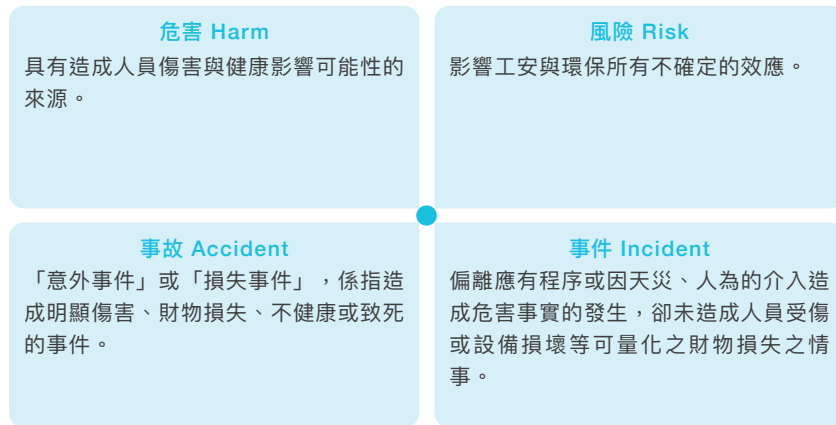 危害 Harm
具有造成人員傷害與健康影響可能性的
來源。
風險 Risk
影響工安與環保所有不確定的效應。
事故 Accident
「意外事件」或「損失事件」，係指造
成明顯傷害、財物損失、不健康或致死
的事件。
事件 Incident
偏離應有程序或因天災、人為的介入造
成危害事實的發生，卻未造成人員受傷
或設備損壞等可量化之財物損失之情
事。